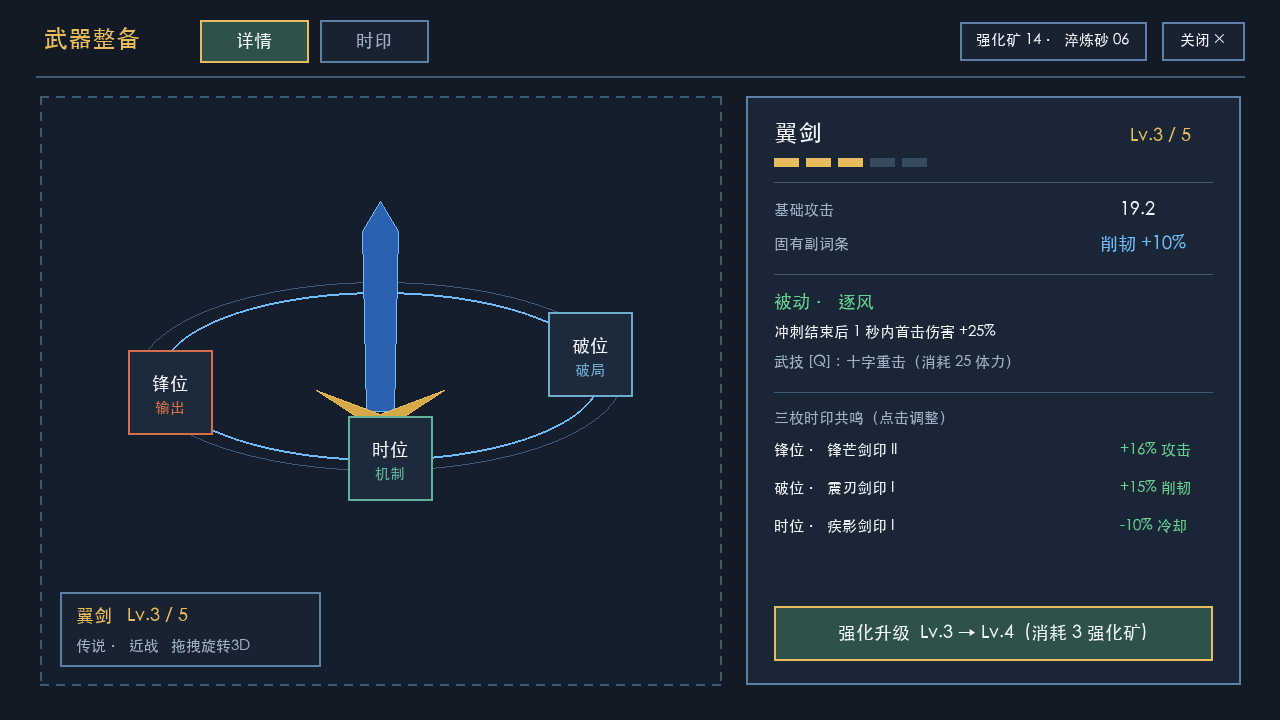 武器整备
详情
时印
强化矿 14 · 淬炼砂 06
关闭 ×
翼剑
Lv.3 / 5
基础攻击
19.2
固有副词条
削韧 +10%
被动 · 逐风
冲刺结束后 1 秒内首击伤害 +25%
武技 [Q]：十字重击（消耗 25 体力）
三枚时印共鸣（点击调整）
锋位 · 锋芒剑印 II
+16% 攻击
破位 · 震刃剑印 I
+15% 削韧
时位 · 疾影剑印 I
-10% 冷却
强化升级 Lv.3 → Lv.4（消耗 3 强化矿）
破位
破局
锋位
输出
时位
机制
翼剑 Lv.3 / 5
传说 · 近战 拖拽旋转3D